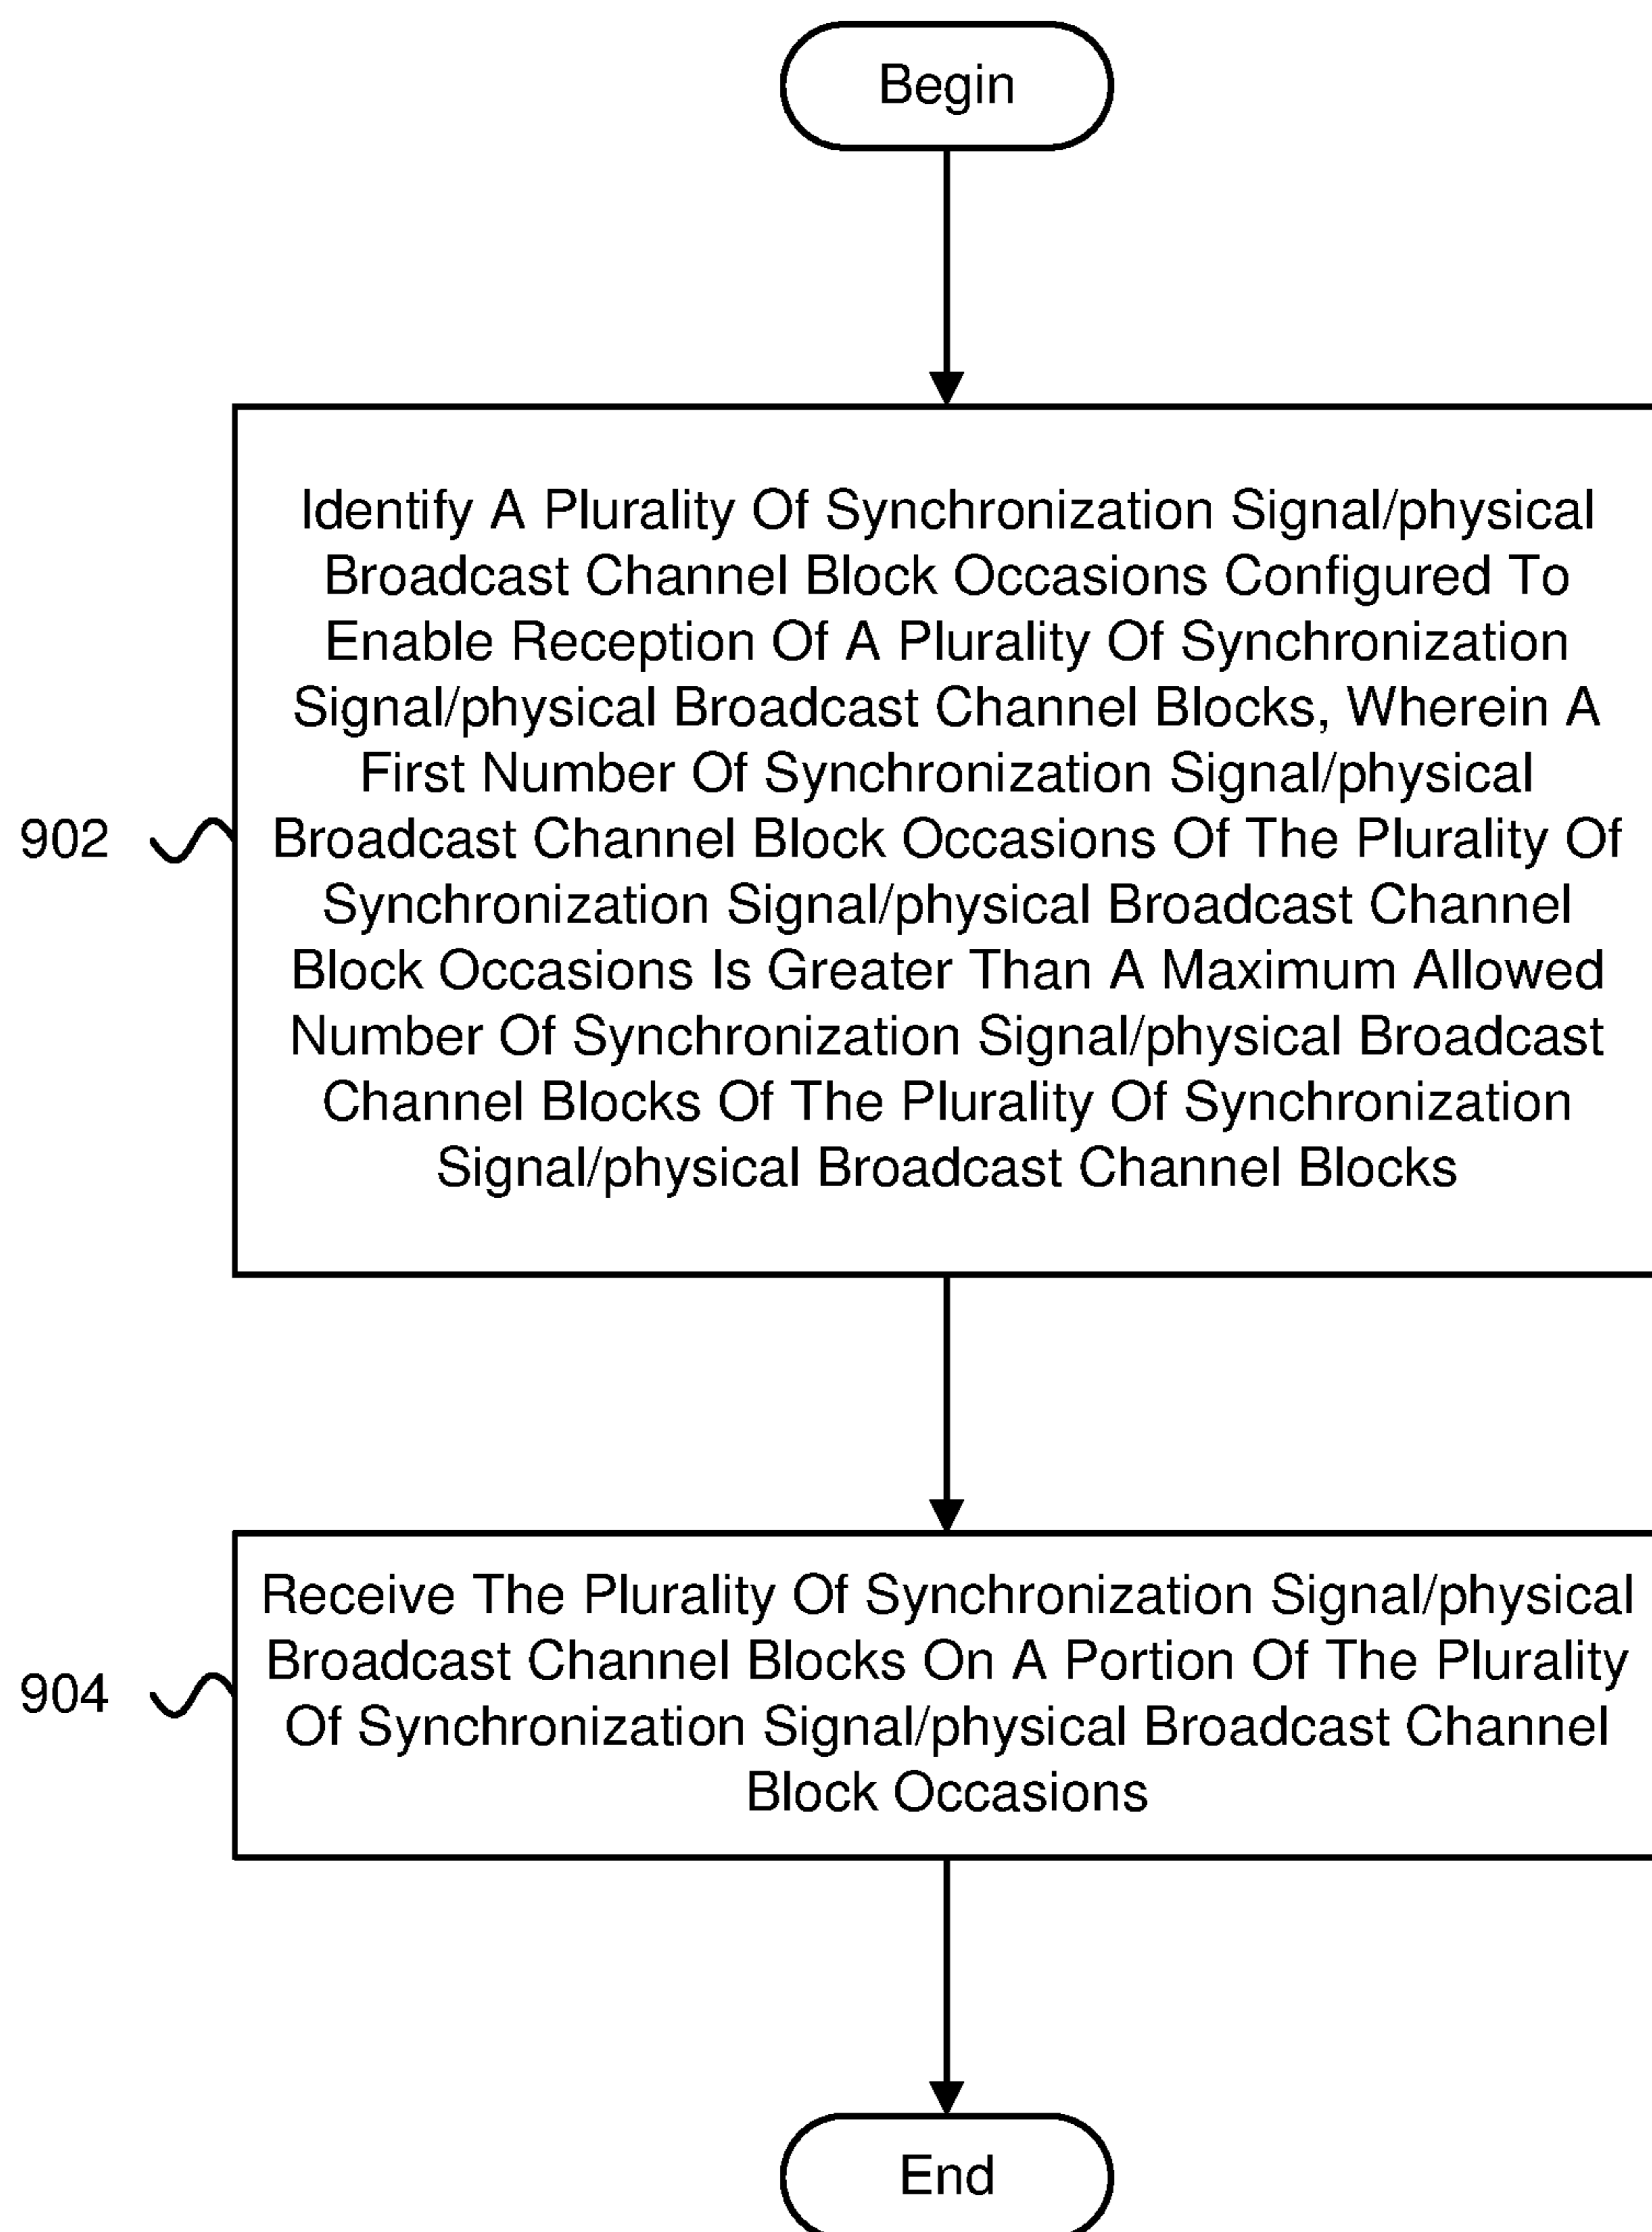 Begin
Identify A Plurality Of Synchronization Signal/physical
Broadcast Channel Block Occasions Configured To
Enable Reception Of A Plurality Of Synchronization
Signal/physical Broadcast Channel Blocks, Wherein A
First Number Of Synchronization Signal/physical
902
Broadcast Channel Block Occasions Of The Plurality Of
Synchronization Signal/physical Broadcast Channel
Block Occasions Is Greater Than A Maximum Allowed
Number Of Synchronization Signal/physical Broadcast
Channel Blocks Of The Plurality Of Synchronization
Signal/physical Broadcast Channel Blocks
Receive The Plurality Of Synchronization Signal/physical
Broadcast Channel Blocks On A Portion Of The Plurality
904
Of Synchronization Signal/physical Broadcast Channel
Block Occasions
End